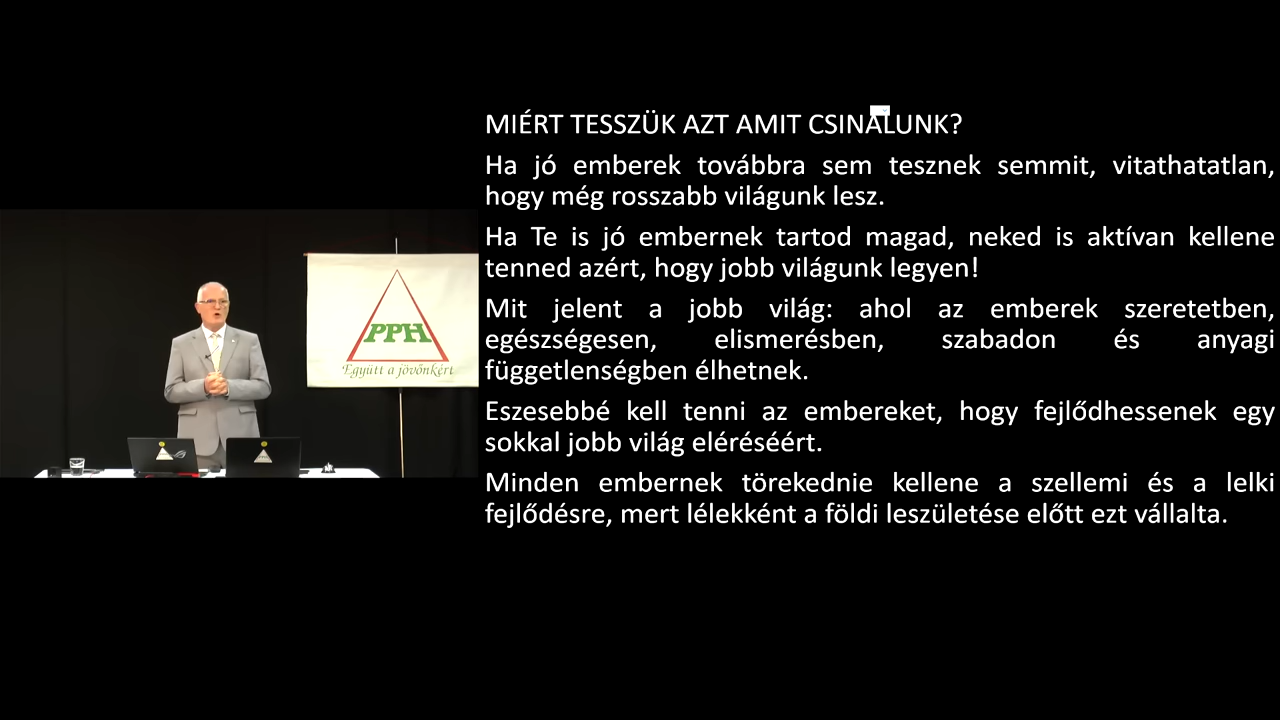 MIÉRT TESSZÜK AZT AMIT CSINÁLUNK?
Ha jó emberek továbbra sem tesznek semmit, vitathatatlan,
hogy még rosszabb világunk lesz.
Ha Te is jó embernek tartod magad, neked is aktívan kellene
tenned azért, hogy jobb világunk legyen!
Mit jelent a jobb világ: ahol az emberek szeretetben,
egészségesen, elismerésben, szabadon és anyagi
függetlenségben élhetnek.
Eszesebbé kell tenni az embereket, hogy fejlődhessenek egy
sokkal jobb világ eléréséért.
Minden embernek törekednie kellene a szellemi és a lelki
fejlődésre, mert lélekként a földi leszületése előtt ezt vállalta.
PPH
Együtt a jövőnkért